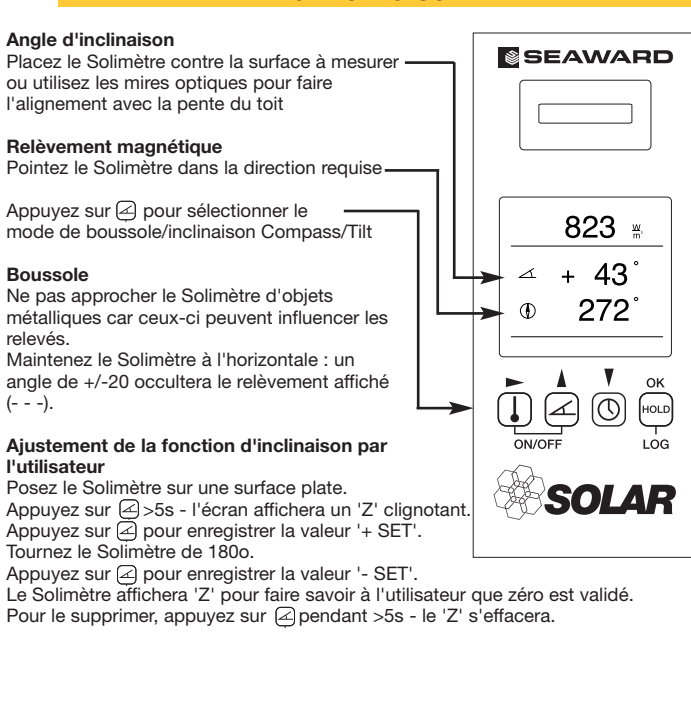 Angle d'inclinaison
Placez le Solimètre contre la surface à mesurer
ou utilisez les mires optiques pour faire
l'alignement avec la pente du toit
Relèvement magnétique
Pointez le Solimètre dans la direction requise
Appuyez sur pour sélectionner le
mode de boussole/inclinaison Compass/Tilt
Boussole
Ne pas approcher le Solimètre d'objets
métalliques car ceux-ci peuvent influencer les
relevés.
Maintenez le Solimètre à l'horizontale : un
angle de +/-20 occultera le relèvement affiché
(- - -).
Ajustement de la fonction d'inclinaison par
l'utilisateur
Posez le Solimètre sur une surface plate.
Appuyez sur >5s - l'écran affichera un 'Z' clignotant.
Appuyez sur pour enregistrer la valeur '+ SET'.
Tournez le Solimètre de 180o.
Appuyez sur pour enregistrer la valeur '- SET'.
Le Solimètre affichera 'Z' pour faire savoir à l'utilisateur que zéro est validé.
Pour le supprimer, appuyez sur pendant >5s - le 'Z' s'effacera.
SEAWARD
823 W/m²
+ 43°
272°
OK
HOLD
ON/OFF LOG
SOLAR